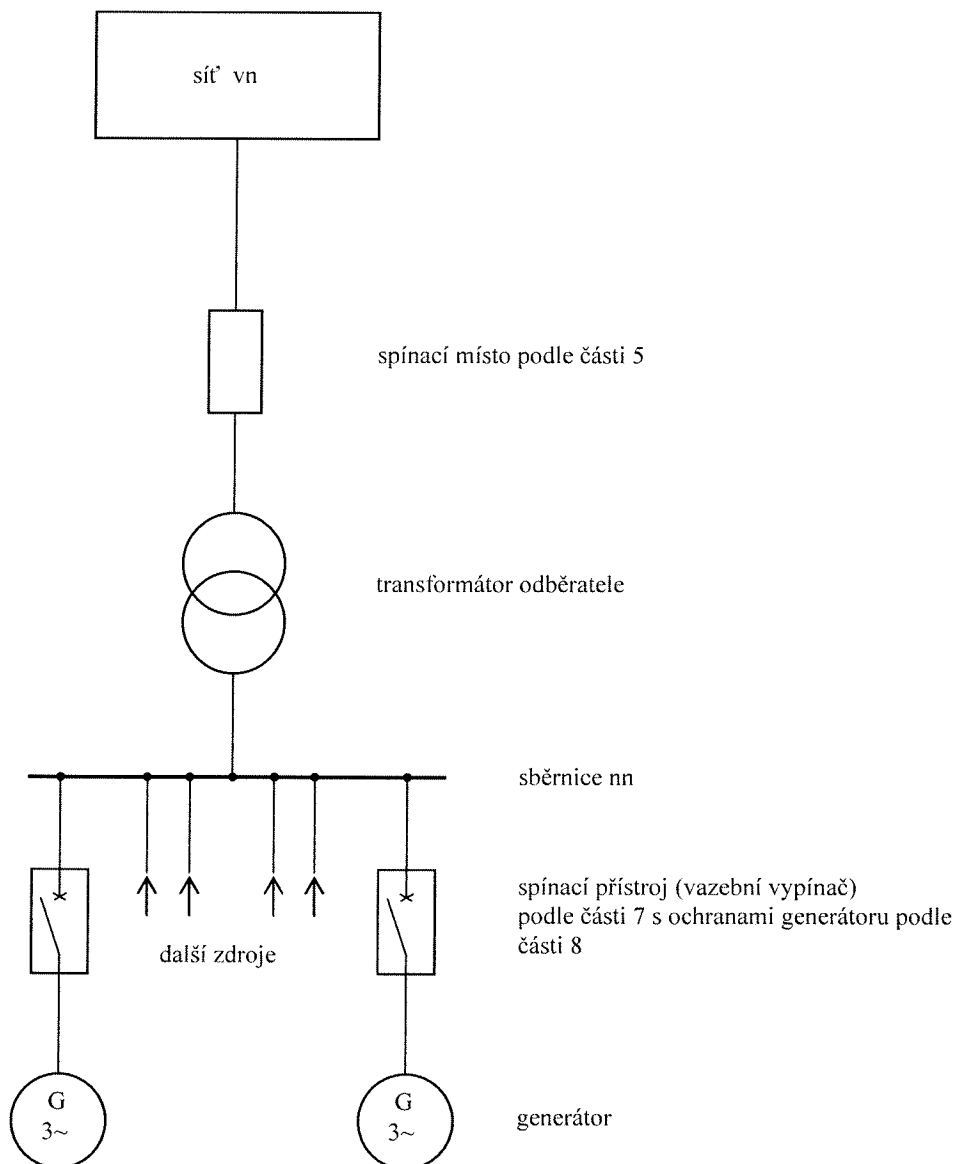 síť vn
spínací místo podle části 5
transformátor odběratele
sběrnice nn
spínací přístroj (vazební vypínač)
podle části 7 s ochranami generátoru podle
části 8
další zdroje
G
3~
G
3~
generátor